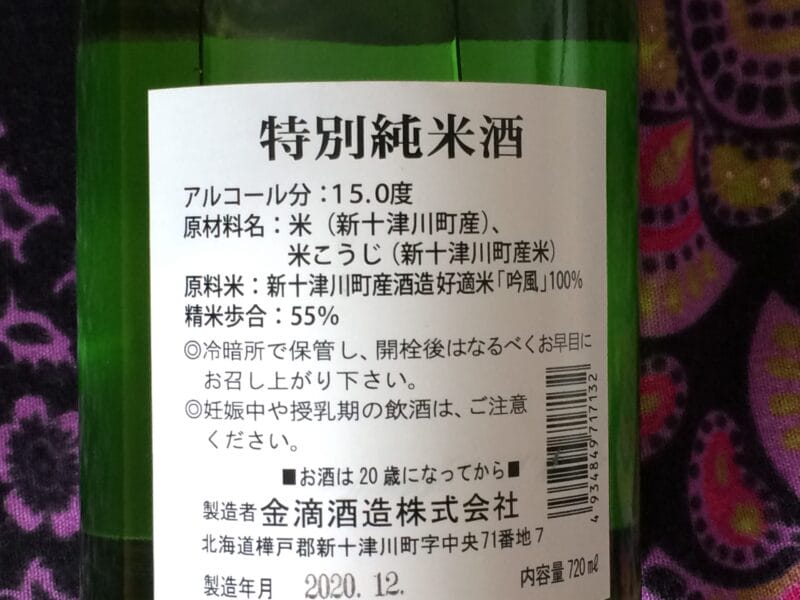 特別純米酒
アルコール分：15.0度
原材料名：米（新十津川町産）、
米こうじ（新十津川町産米）
原料米：新十津川町産酒造好適米「吟風」100%
精米歩合：55%
◎冷暗所で保管し、開栓後はなるべくお早目に
お召し上がり下さい。
◎妊娠中や授乳期の飲酒は、ご注意
ください。
■お酒は20歳になってから■
製造者 金滴酒造株式会社
北海道樺戸郡新十津川町字中央71番地7
製造年月 2020.12.
内容量 720mℓ
4934849717132